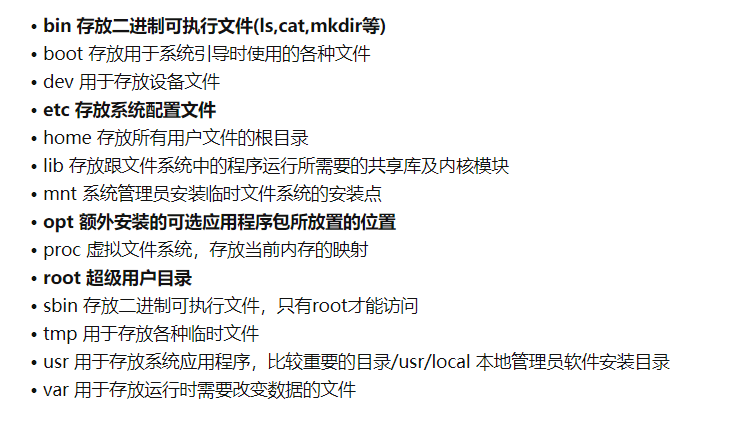 bin 存放二进制可执行文件(ls,cat,mkdir等)
boot 存放用于系统引导时使用的各种文件
dev 用于存放设备文件
etc 存放系统配置文件
home 存放所有用户文件的根目录
lib 存放跟文件系统中的程序运行所需要的共享库及内核模块
mnt 系统管理员安装临时文件系统的安装点
opt 额外安装的可选应用程序包所放置的位置
proc 虚拟文件系统，存放当前内存的映射
root 超级用户目录
sbin 存放二进制可执行文件，只有root才能访问
tmp 用于存放各种临时文件
usr 用于存放系统应用程序，比较重要的目录/usr/local 本地管理员软件安装目录
var 用于存放运行时需要改变数据的文件